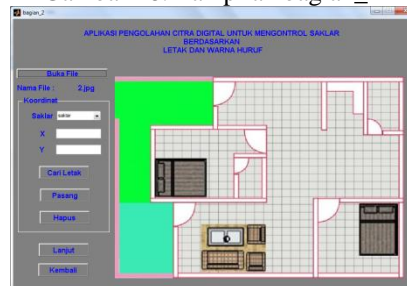 bagian_2
APLIKASI PENGOLAHAN CITRA DIGITAL UNTUK MENGONTROL SAKLAR
BERDASARKAN
LETAK DAN WARNA HURUF
Buka File
Nama File : 2.jpg
Koordinat
Saklar saklar
X
Y
Cari Letak
Pasang
Hapus
Lanjut
Kembali